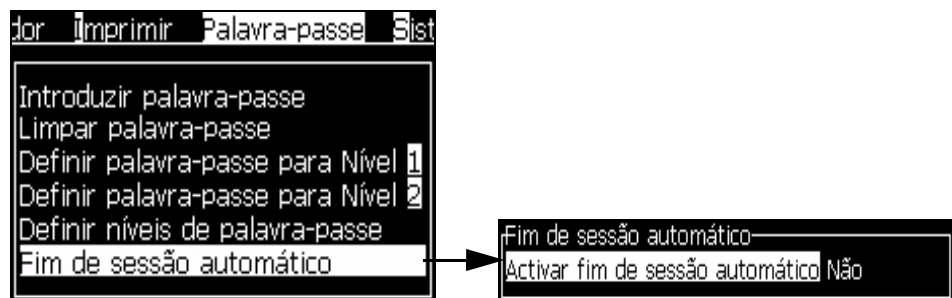 dor Imprimir Palavra-passe Sist
Introduzir palavra-passe
Limpar palavra-passe
Definir palavra-passe para Nível 1
Definir palavra-passe para Nível 2
Definir níveis de palavra-passe
Fim de sessão automático
Fim de sessão automático
Activar fim de sessão automático Não